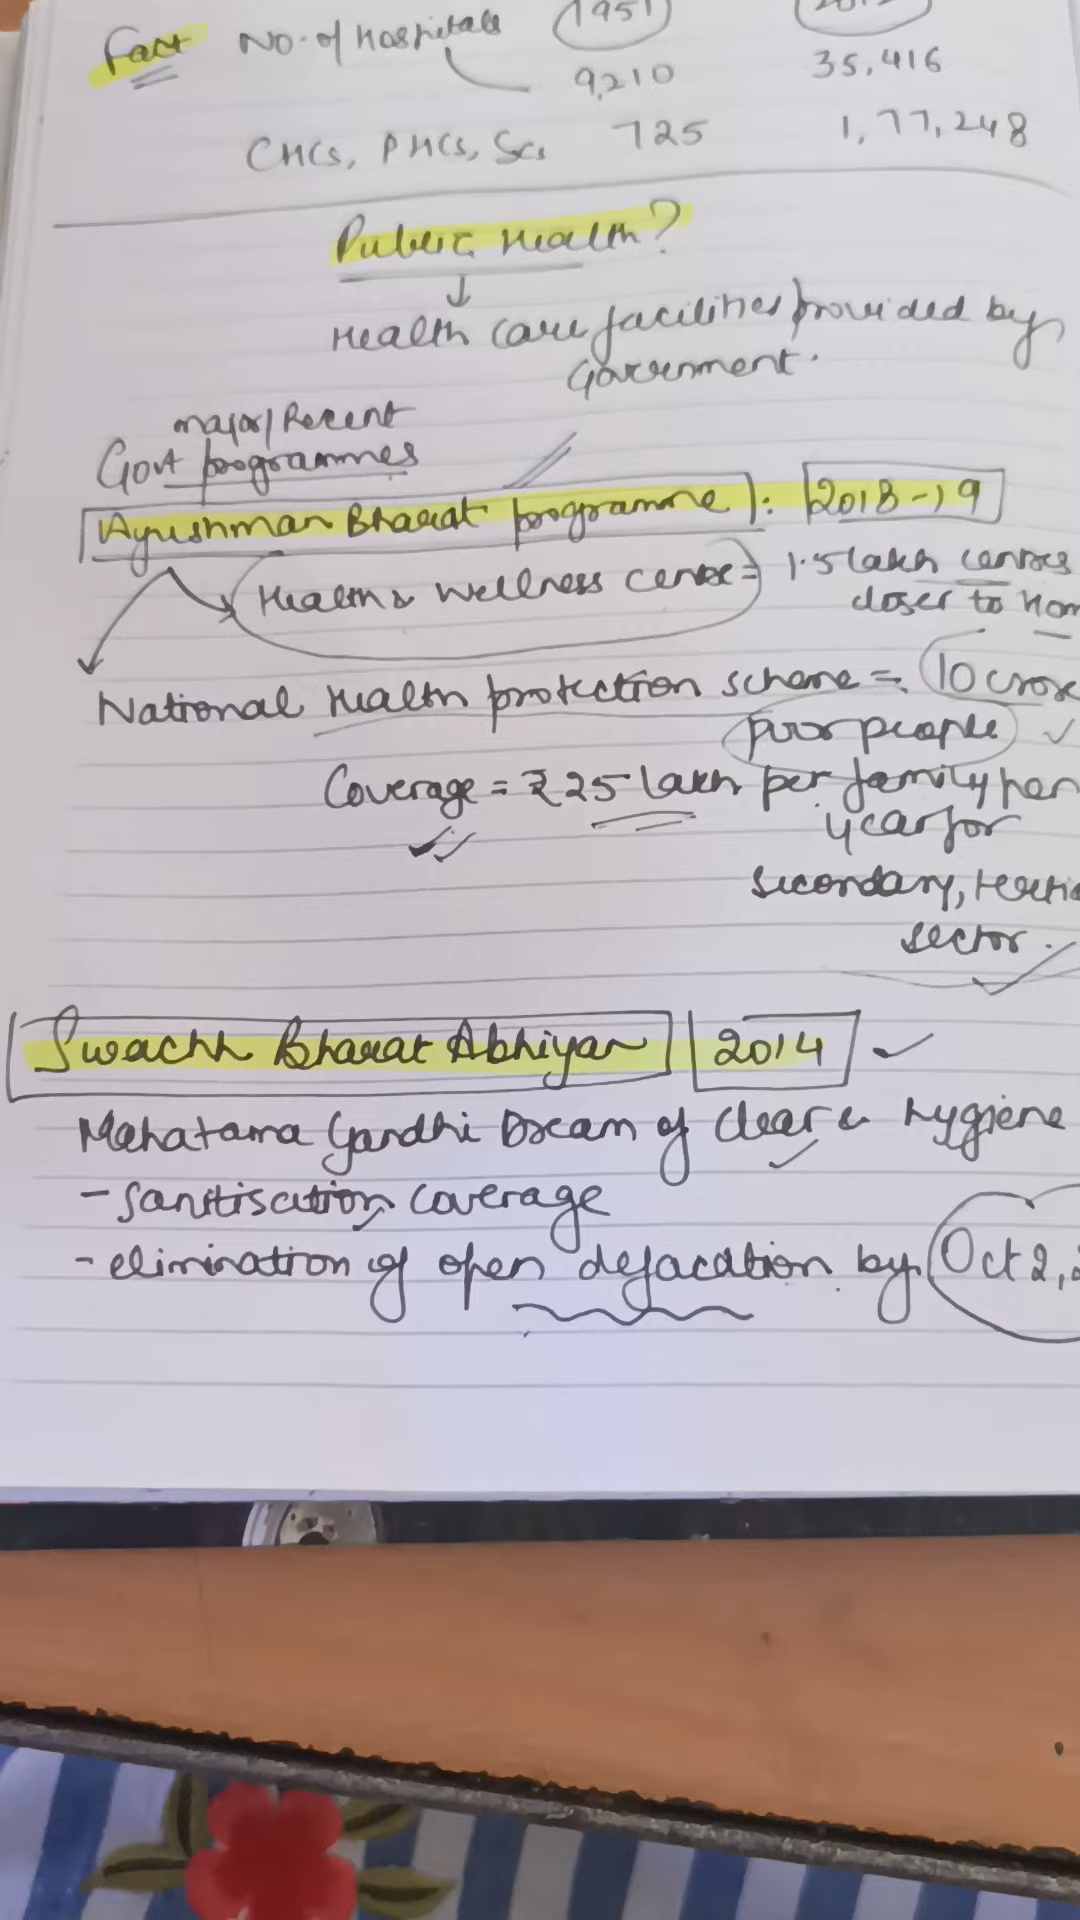 Fact No. of Hospitals 1951
9,210 35,416
CHCs, PHCs, SCs 725 1,77,248
Public Health?
Health care facilities provided by
Government.
major/Recent
Govt programmes
Ayushman Bharat programme : 2018-19
Health & Wellness centre = 1.5 lakh centres
closer to Hom
National Health protection scheme = 10 crore
poor people
Coverage = ₹25 lakh per family per
year for
secondary, tertia
sector.
Swachh Bharat Abhiyan 2014
Mahatama Gandhi Dream of clean & hygiene
- Sanitisation coverage
- elimination of open defacation by Oct 2,